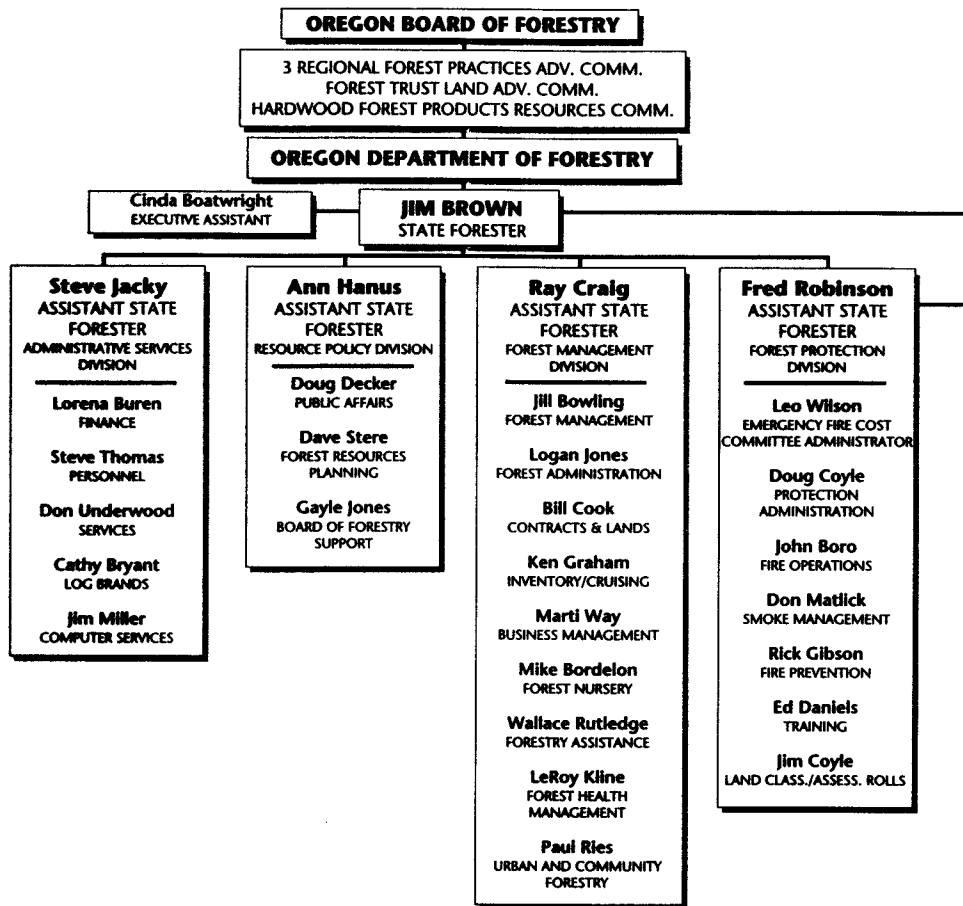 OREGON BOARD OF FORESTRY
3 REGIONAL FOREST PRACTICES ADV. COMM.
FOREST TRUST LAND ADV. COMM.
HARDWOOD FOREST PRODUCTS RESOURCES COMM.
OREGON DEPARTMENT OF FORESTRY
Cinda Boatwright
EXECUTIVE ASSISTANT
JIM BROWN
STATE FORESTER
Steve Jacky
ASSISTANT STATE
FORESTER
ADMINISTRATIVE SERVICES
DIVISION
Lorena Buren
FINANCE
Steve Thomas
PERSONNEL
Don Underwood
SERVICES
Cathy Bryant
LOG BRANDS
Jim Miller
COMPUTER SERVICES
Ann Hanus
ASSISTANT STATE
FORESTER
RESOURCE POLICY DIVISION
Doug Decker
PUBLIC AFFAIRS
Dave Stere
FOREST RESOURCES
PLANNING
Gayle Jones
BOARD OF FORESTRY
SUPPORT
Ray Craig
ASSISTANT STATE
FORESTER
FOREST MANAGEMENT
DIVISION
Jill Bowling
FOREST MANAGEMENT
Logan Jones
FOREST ADMINISTRATION
Bill Cook
CONTRACTS & LANDS
Ken Graham
INVENTORY/CRUISING
Marti Way
BUSINESS MANAGEMENT
Mike Bordelon
FOREST NURSERY
Wallace Rutledge
FORESTRY ASSISTANCE
LeRoy Kline
FOREST HEALTH
MANAGEMENT
Paul Ries
URBAN AND COMMUNITY
FORESTRY
Fred Robinson
ASSISTANT STATE
FORESTER
FOREST PROTECTION
DIVISION
Leo Wilson
EMERGENCY FIRE COST
COMMITTEE ADMINISTRATOR
Doug Coyle
PROTECTION
ADMINISTRATION
John Boro
FIRE OPERATIONS
Don Matlick
SMOKE MANAGEMENT
Rick Gibson
FIRE PREVENTION
Ed Daniels
TRAINING
Jim Coyle
LAND CLASS./ASSESS. ROLLS